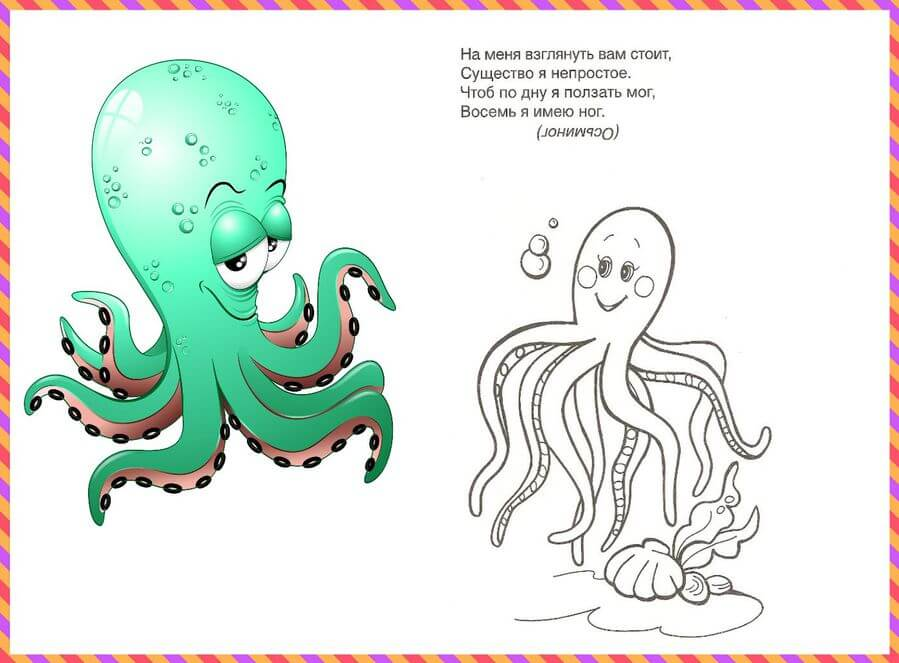 На меня взглянуть вам стоит,
Существо я непростое.
Чтоб по дну я ползать мог,
Восемь я имею ног.
(Осьминог)